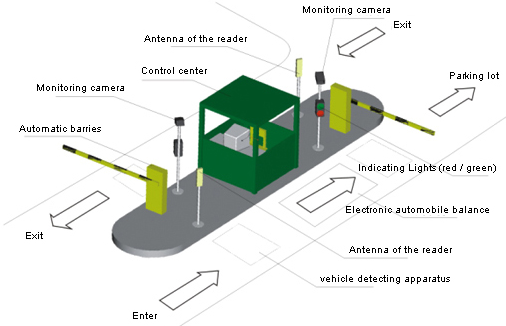 Monitoring camera
Exit
Antenna of the reader
Control center
Parking lot
Monitoring camera
Automatic barries
Indicating Lights (red / green)
Electronic automobile balance
Exit
Antenna of the reader
vehicle detecting apparatus
Enter